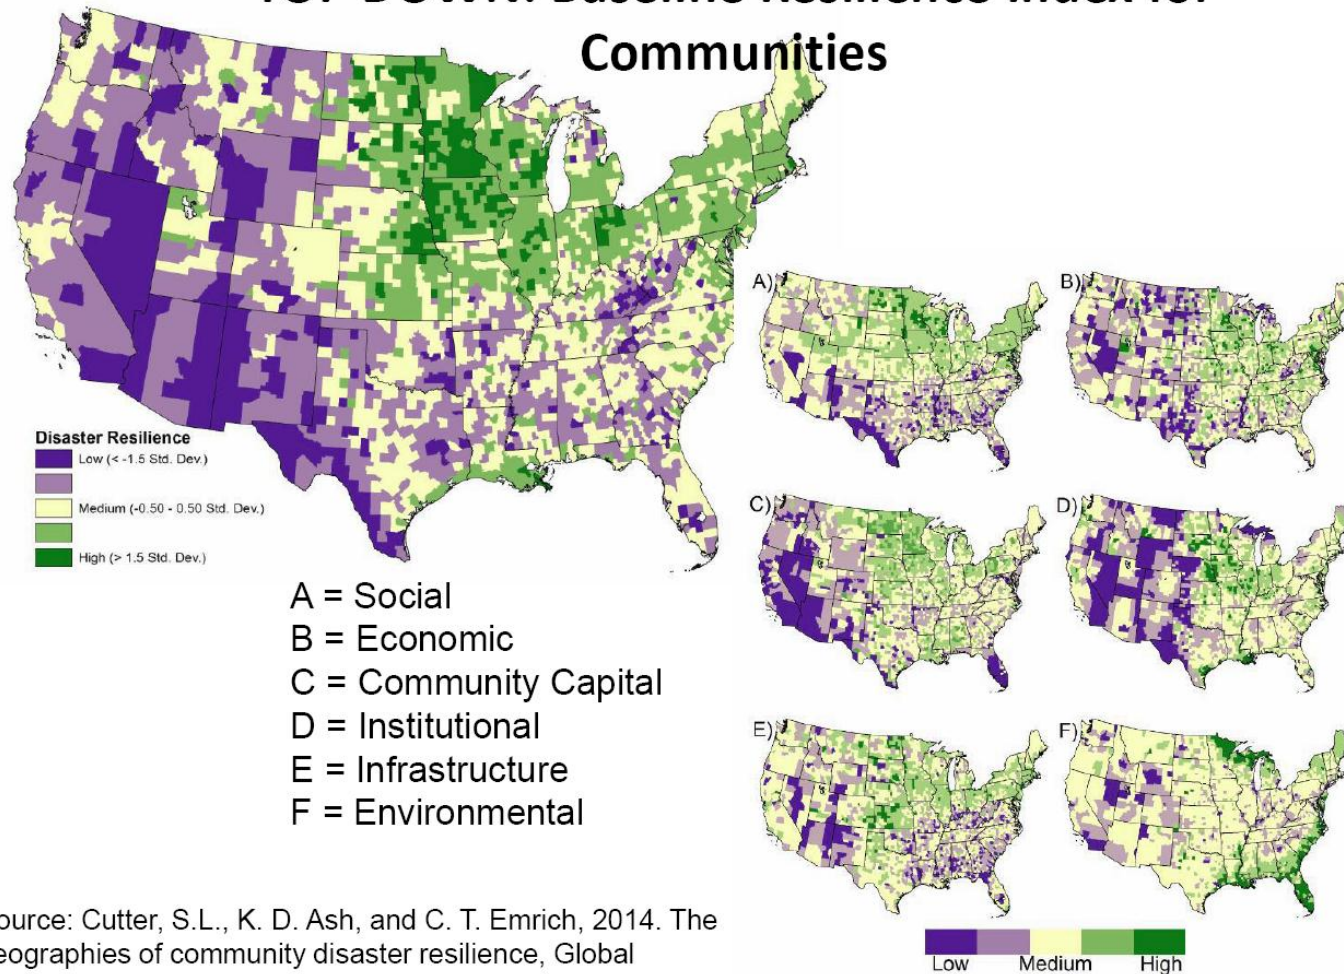 Communities
A)
B)
Disaster Resilience
Low (< -1.5 Std. Dev.)
Medium (-0.50 - 0.50 Std. Dev.)
High (> 1.5 Std. Dev.)
C)
D)
A = Social
B = Economic
C = Community Capital
D = Institutional
E = Infrastructure
F = Environmental
E)
F)
ource: Cutter, S.L., K. D. Ash, and C. T. Emrich, 2014. The
eographies of community disaster resilience, Global
Low Medium High